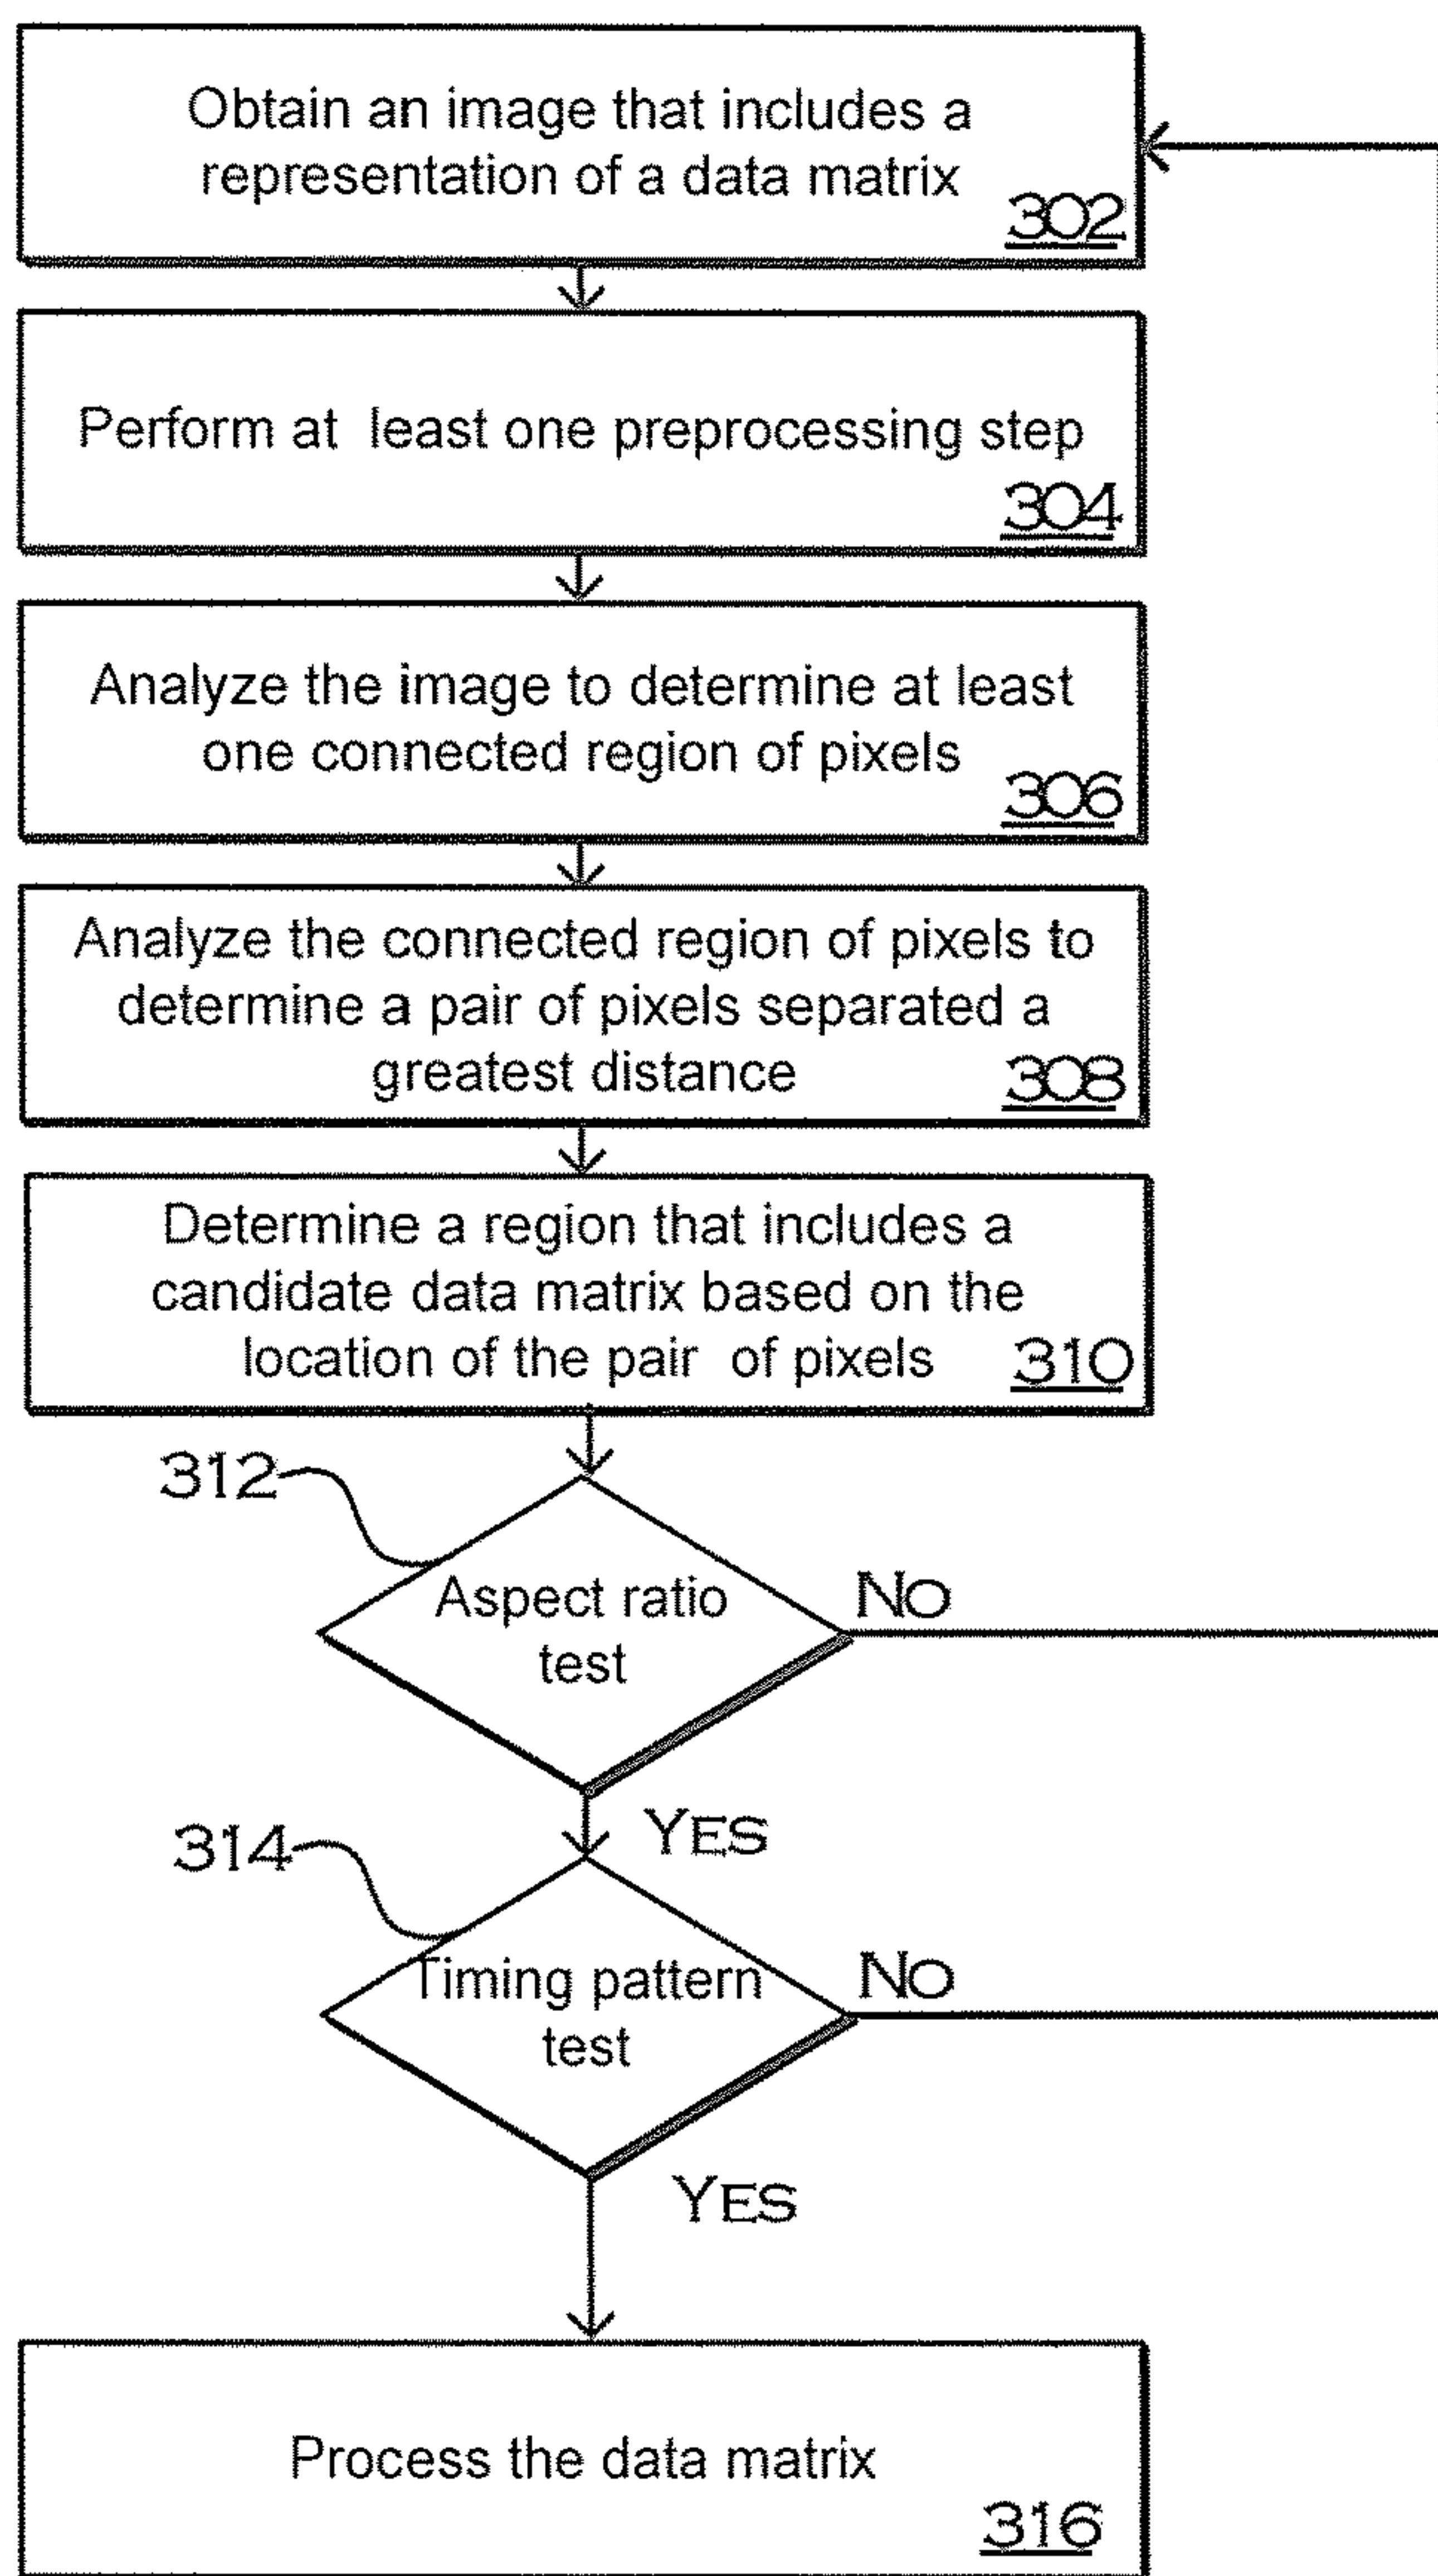 Obtain an image that includes a
representation of a data matrix
302
Perform at least one preprocessing step
304
Analyze the image to determine at least
one connected region of pixels
306
Analyze the connected region of pixels to
determine a pair of pixels separated a
greatest distance
308
Determine a region that includes a
candidate data matrix based on the
location of the pair of pixels
310
312
Aspect ratio
test
No
YES
314
Timing pattern
test
No
YES
Process the data matrix
316